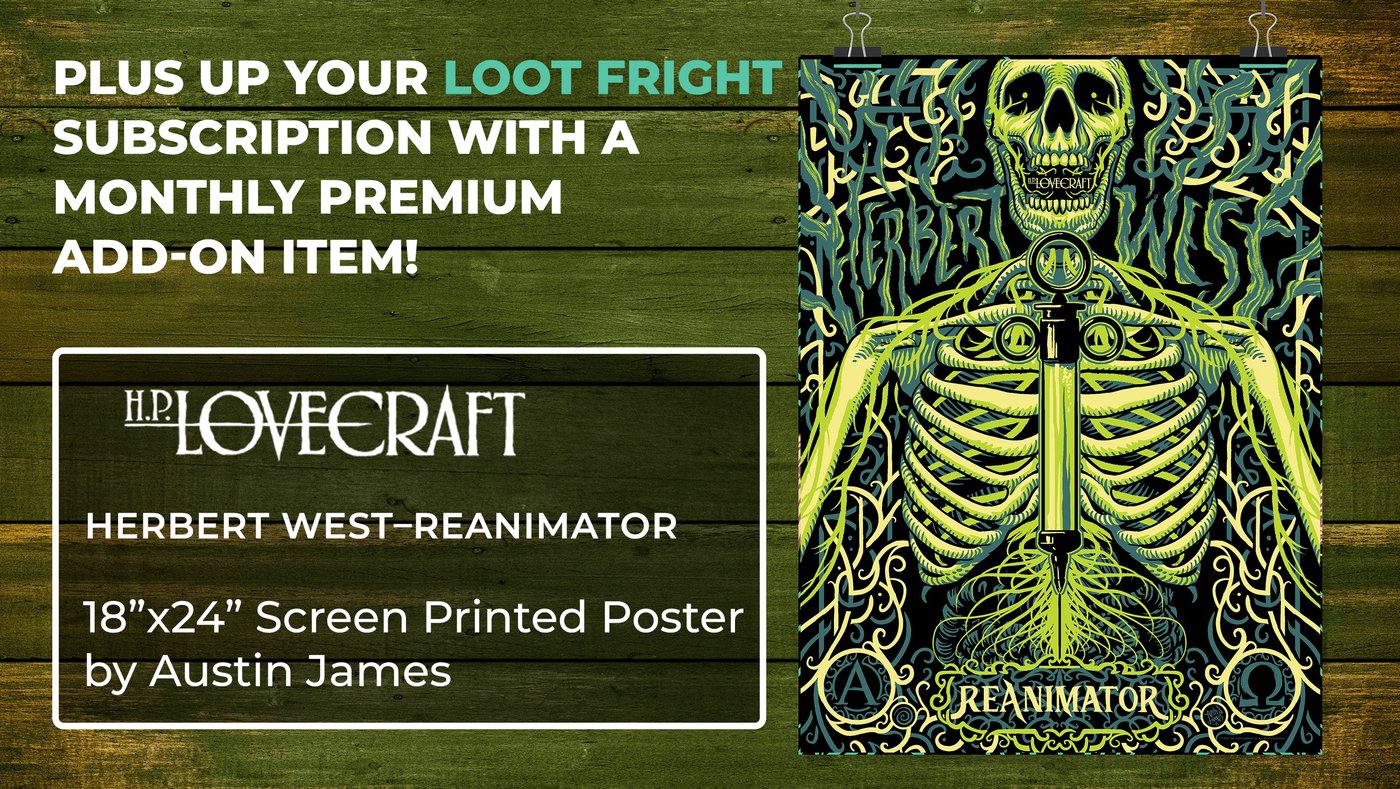 PLUS UP YOUR LOOT FRIGHT
SUBSCRIPTION WITH A
MONTHLY PREMIUM
ADD-ON ITEM!
H.P. LOVECRAFT
HERBERT WEST–REANIMATOR
18”x24” Screen Printed Poster
by Austin James
H.P. LOVECRAFT
HERBERT WEST
A
REANIMATOR
Ω